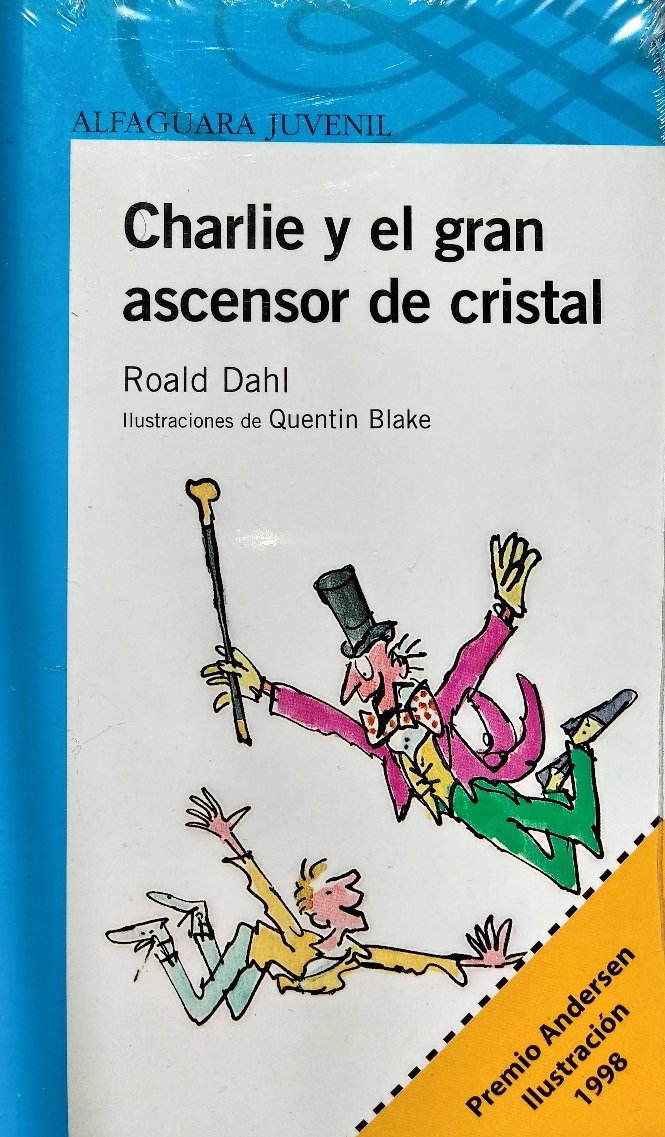 ALFAGUARA JUVENIL
Charlie y el gran
ascensor de cristal
Roald Dahl
Ilustraciones de Quentin Blake
Premio Andersen
Ilustración
1998